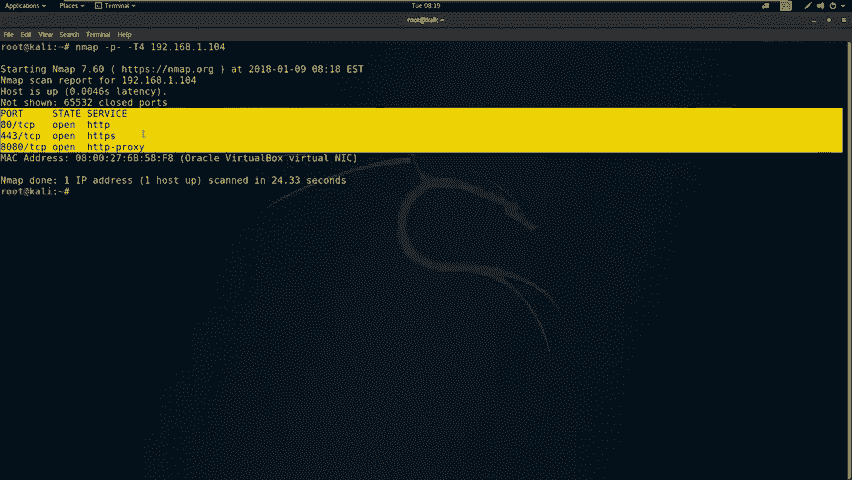 Applications Places Terminal Tue 08:19
root@kali: ~
File Edit View Search Terminal Help
root@kali:~# nmap -p- -T4 192.168.1.104
Starting Nmap 7.60 ( https://nmap.org ) at 2018-01-09 08:18 EST
Nmap scan report for 192.168.1.104
Host is up (0.0046s latency).
Not shown: 65532 closed ports
PORT STATE SERVICE
80/tcp open http
443/tcp open https
8080/tcp open http-proxy
MAC Address: 08:00:27:6B:58:F8 (Oracle VirtualBox virtual NIC)
Nmap done: 1 IP address (1 host up) scanned in 24.33 seconds
root@kali:~#